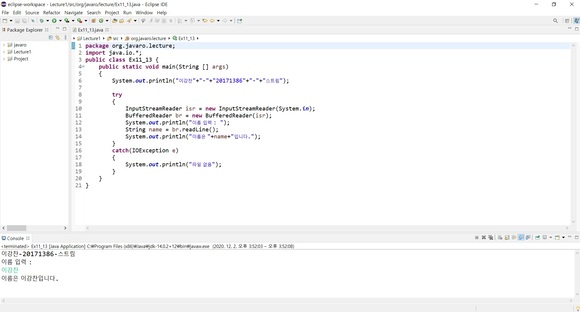 eclipse-workspace - Lecture1/src/org/javaro/lecture/Ex11_13.java - Eclipse IDE
File Edit Source Refactor Navigate Search Project Run Window Help
Package Explorer
javaro
Lecture1
Project
Ex11_13.java
Lecture1 src org.javaro.lecture Ex11_13
1 package org.javaro.lecture;
2 import java.io.*;
3 public class Ex11_13 {
4 public static void main(String [] args)
5 {
6 System.out.println("이강찬"+"-"+"20171386"+"-"+"스트림");
7
8 try
9 {
10 InputStreamReader isr = new InputStreamReader(System.in);
11 BufferedReader br = new BufferedReader(isr);
12 System.out.println("이름 입력 : ");
13 String name = br.readLine();
14 System.out.println("이름은 "+name+"입니다.");
15 }
16 catch(IOException e)
17 {
18 System.out.println("파일 없음");
19 }
20 }
21 }
Console
<terminated> Ex11_13 [Java Application] C:\Program Files (x86)\Java\jdk-14.0.2+12\bin\javaw.exe (2020. 12. 2. 오후 3:52:03 – 오후 3:52:08)
이강찬-20171386-스트림
이름 입력 :
이강찬
이름은 이강찬입니다.